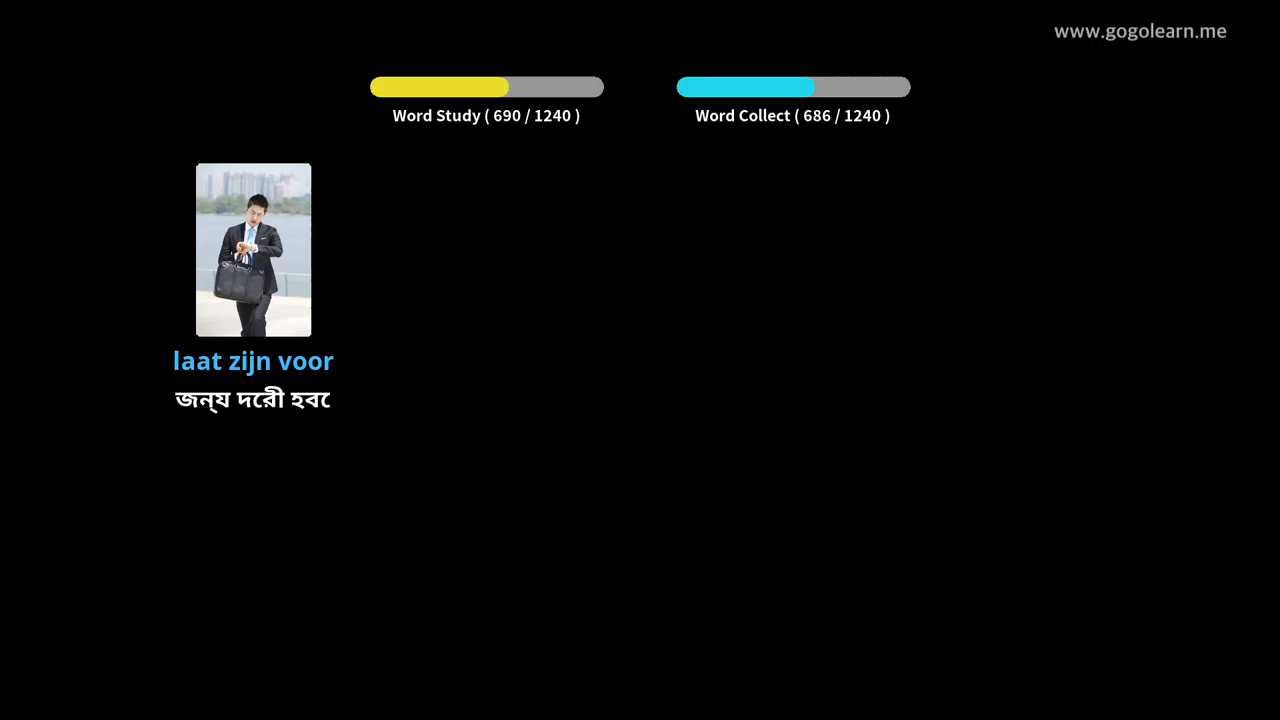 www.gogolearn.me
Word Study ( 690 / 1240 )
Word Collect ( 686 / 1240 )
laat zijn voor
জন্য দেরী হবে